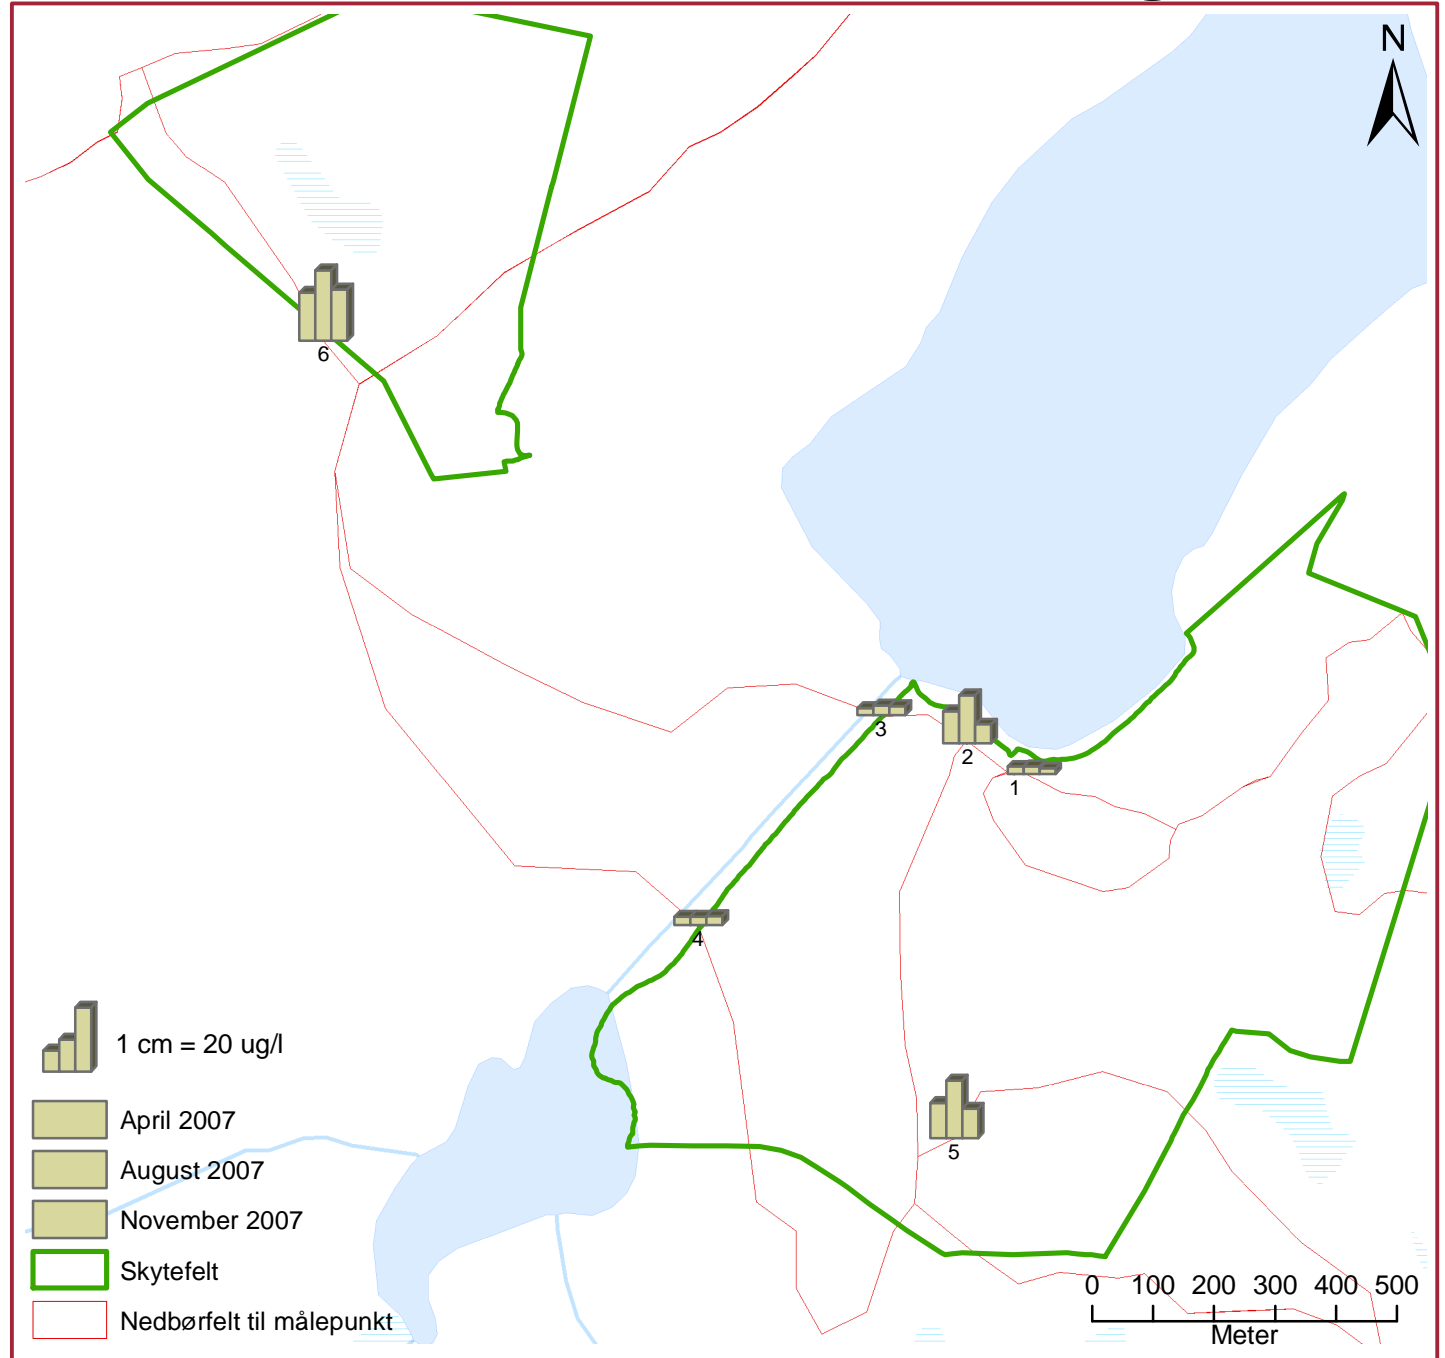 N
6
3
2
1
4
5
1 cm = 20 ug/l
April 2007
August 2007
November 2007
Skytefelt
Nedbørfelt til målepunkt
0 100 200 300 400 500
Meter